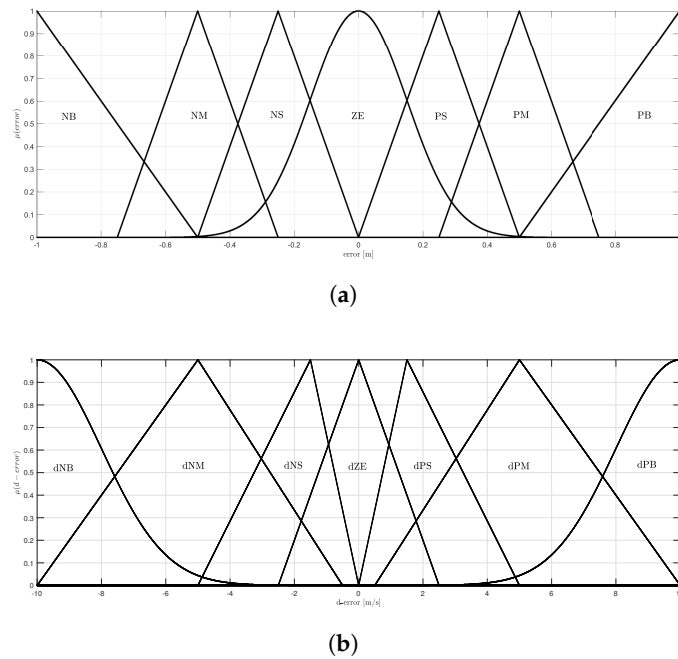 1
0.9
0.8
0.7
0.6
0.5
0.4
0.3
0.2
0.1
0
μ(error)
NB NM NS ZE PS PM PB
-1 -0.8 -0.6 -0.4 -0.2 0 0.2 0.4 0.6 0.8
error [m]
(a)
1
0.9
0.8
0.7
0.6
0.5
0.4
0.3
0.2
0.1
0
μ(d − error)
dNB dNM dNS dZE dPS dPM dPB
-10 -8 -6 -4 -2 0 2 4 6 8
d_error [m/s]
(b)